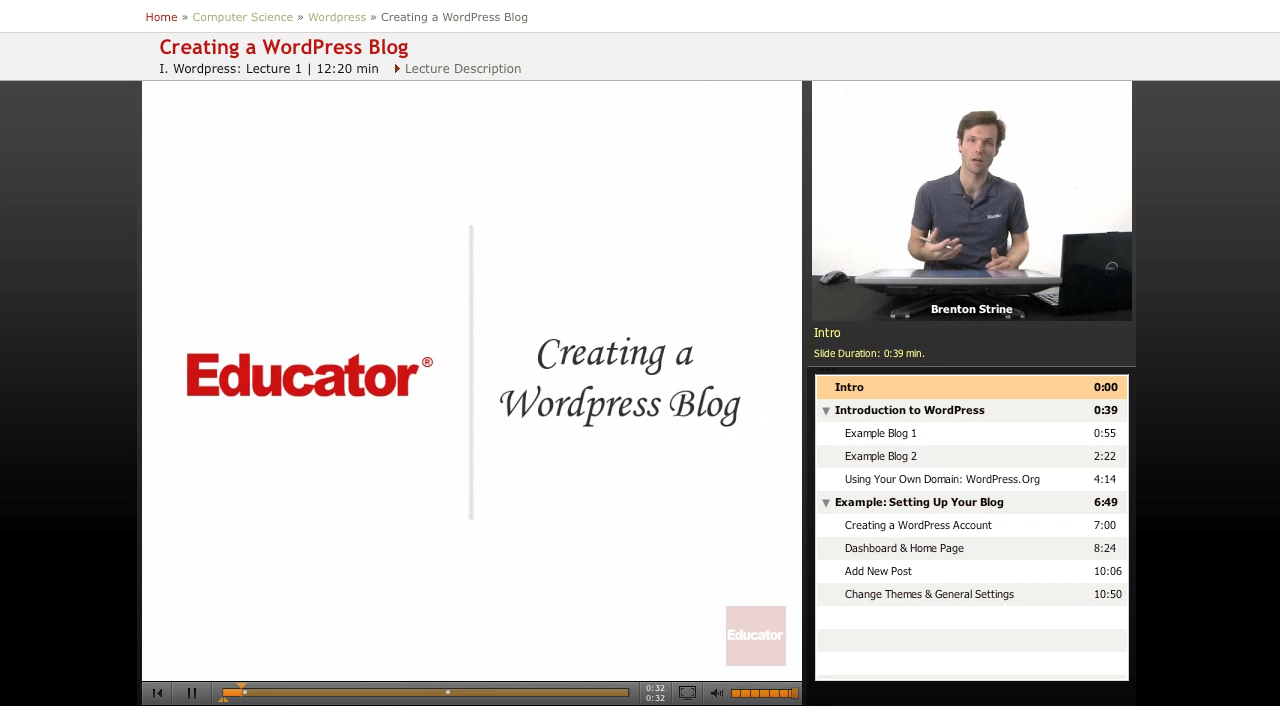 Home » Computer Science » Wordpress » Creating a WordPress Blog
Creating a WordPress Blog
I. Wordpress: Lecture 1 | 12:20 min Lecture Description
Educator®
Creating a
Wordpress Blog
Educator
Educator
Brenton Strine
Intro
Slide Duration: 0:39 min.
Intro 0:00
Introduction to WordPress 0:39
Example Blog 1 0:55
Example Blog 2 2:22
Using Your Own Domain: WordPress.Org 4:14
Example: Setting Up Your Blog 6:49
Creating a WordPress Account 7:00
Dashboard & Home Page 8:24
Add New Post 10:06
Change Themes & General Settings 10:50
0:32
0:32